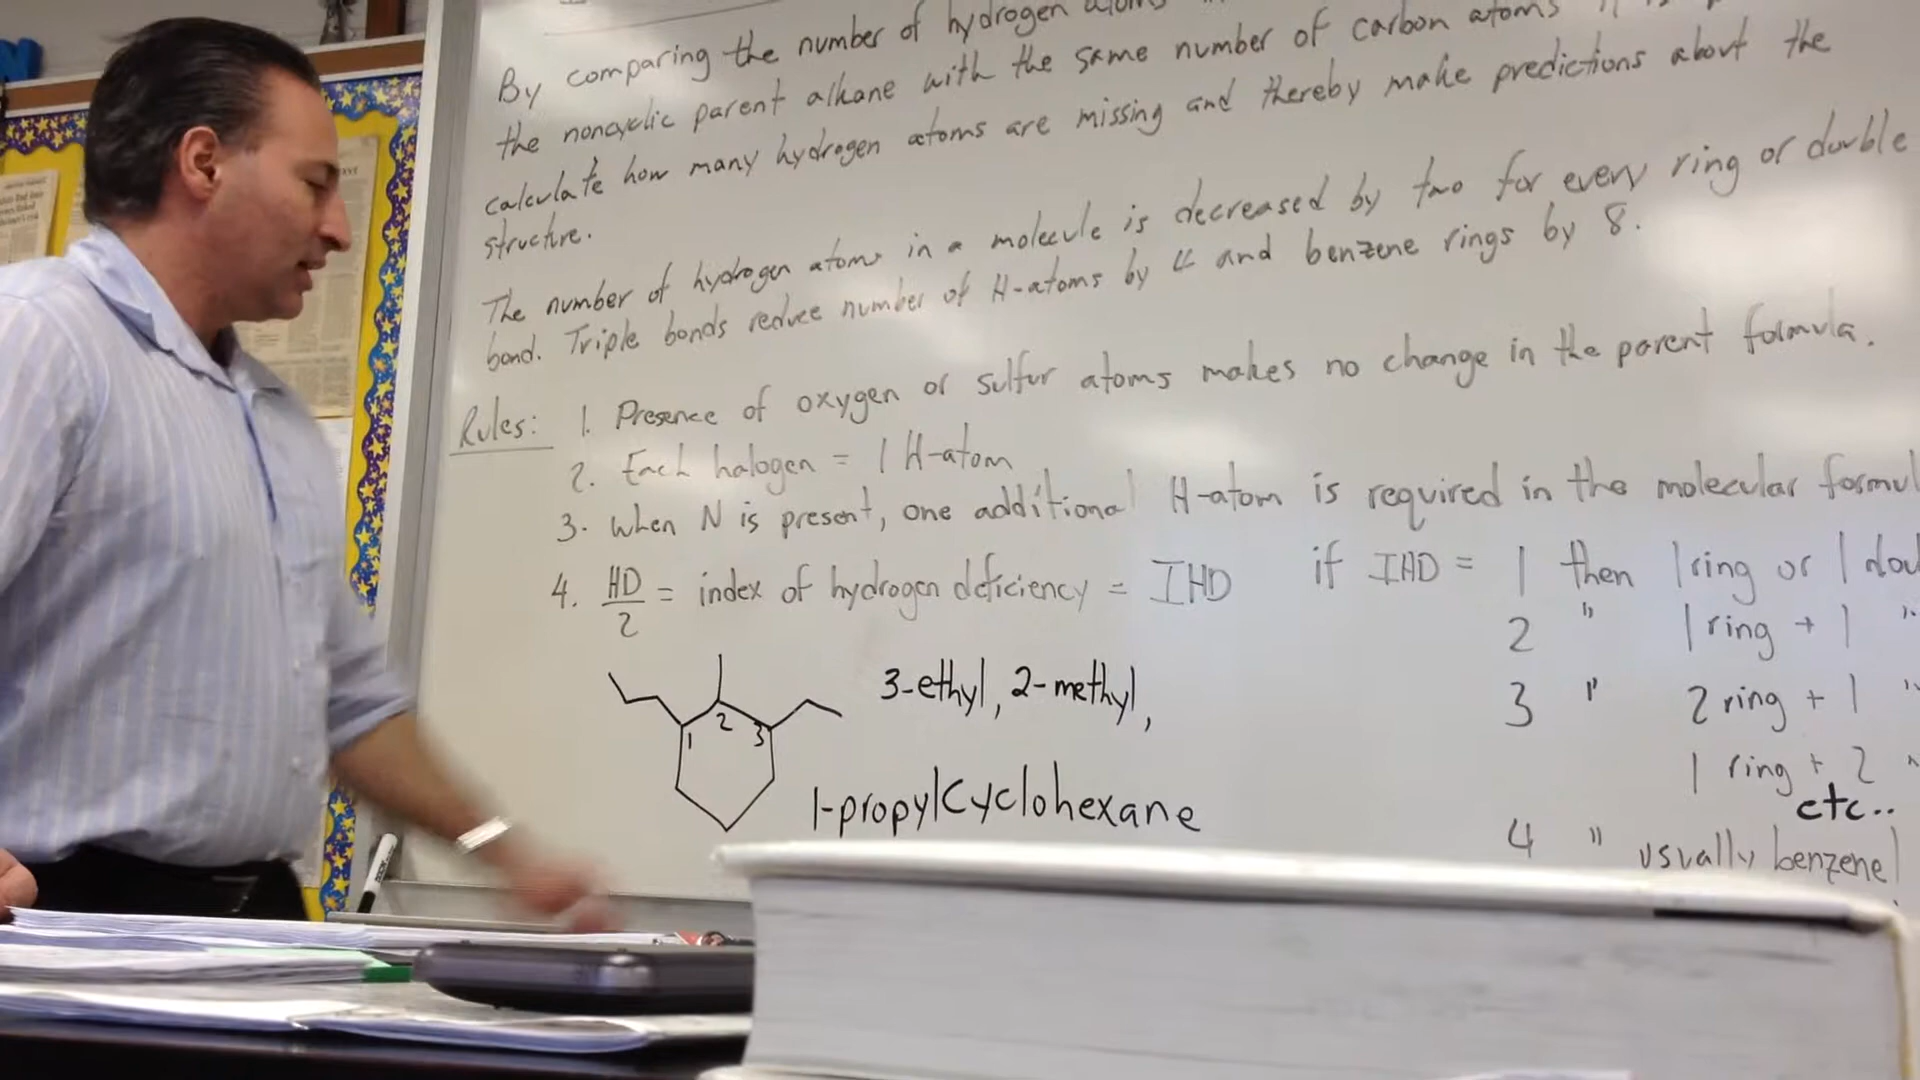 By comparing the number of hydrogen atoms
the noncyclic parent alkane with the same number of carbon atoms it is
calculate how many hydrogen atoms are missing and thereby make predictions about the
structure.
The number of hydrogen atoms in a molecule is decreased by two for every ring or double
bond. Triple bonds reduce number of H-atoms by 4 and benzene rings by 8.
Rules: 1. Presence of oxygen or sulfur atoms makes no change in the parent formula.
2. Each halogen = 1 H-atom
3. When N is present, one additional H-atom is required in the molecular formul
4. HD/2 = index of hydrogen deficiency = IHD if IHD = 1 then 1 ring or 1 dou
2 " 1 ring + 1 "
3 " 2 ring + 1 "
1 ring + 2 "
etc..
4 " usually benzene
1 2 3
3-ethyl, 2-methyl,
1-propylCyclohexane